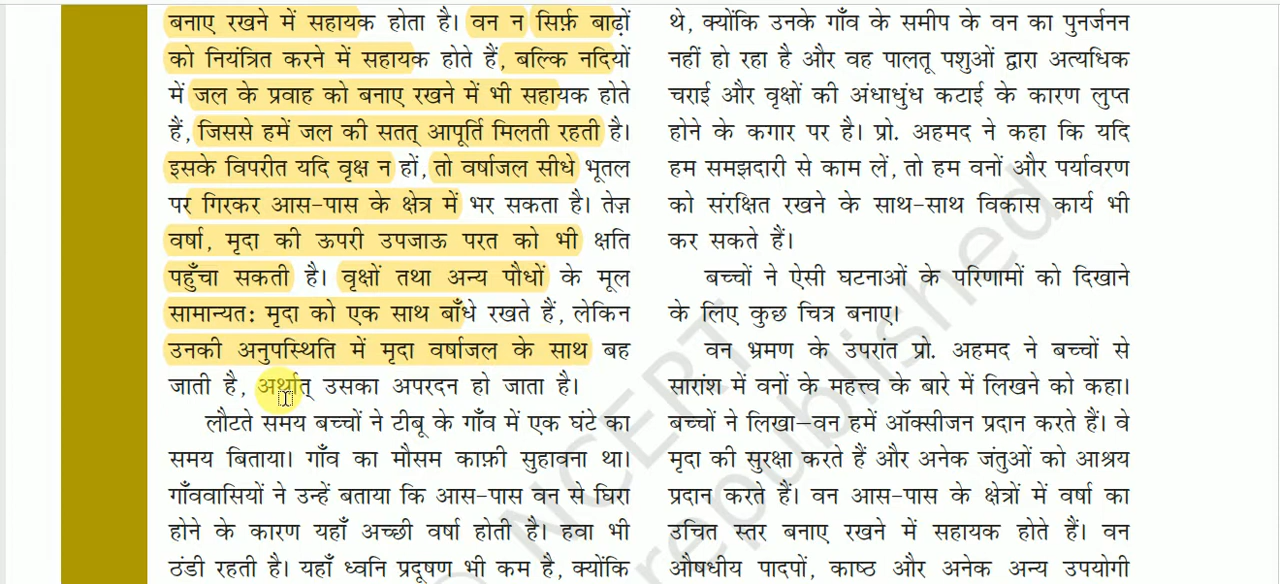 बनाए रखने में सहायक होता है। वन न सिर्फ़ बाढ़ों
को नियंत्रित करने में सहायक होते हैं, बल्कि नदियों
में जल के प्रवाह को बनाए रखने में भी सहायक होते
हैं, जिससे हमें जल की सतत् आपूर्ति मिलती रहती है।
इसके विपरीत यदि वृक्ष न हों, तो वर्षाजल सीधे भूतल
पर गिरकर आस-पास के क्षेत्र में भर सकता है। तेज़
वर्षा, मृदा की ऊपरी उपजाऊ परत को भी क्षति
पहुँचा सकती है। वृक्षों तथा अन्य पौधों के मूल
सामान्यत: मृदा को एक साथ बाँधे रखते हैं, लेकिन
उनकी अनुपस्थिति में मृदा वर्षाजल के साथ बह
जाती है, अर्थात् उसका अपरदन हो जाता है।
लौटते समय बच्चों ने टीबू के गाँव में एक घंटे का
समय बिताया। गाँव का मौसम काफ़ी सुहावना था।
गाँववासियों ने उन्हें बताया कि आस-पास वन से घिरा
होने के कारण यहाँ अच्छी वर्षा होती है। हवा भी
ठंडी रहती है। यहाँ ध्वनि प्रदूषण भी कम है, क्योंकि
थे, क्योंकि उनके गाँव के समीप के वन का पुनर्जनन
नहीं हो रहा है और वह पालतू पशुओं द्वारा अत्यधिक
चराई और वृक्षों की अंधाधुंध कटाई के कारण लुप्त
होने के कगार पर है। प्रो. अहमद ने कहा कि यदि
हम समझदारी से काम लें, तो हम वनों और पर्यावरण
को संरक्षित रखने के साथ-साथ विकास कार्य भी
कर सकते हैं।
बच्चों ने ऐसी घटनाओं के परिणामों को दिखाने
के लिए कुछ चित्र बनाए।
वन भ्रमण के उपरांत प्रो. अहमद ने बच्चों से
सारांश में वनों के महत्त्व के बारे में लिखने को कहा।
बच्चों ने लिखा–वन हमें ऑक्सीजन प्रदान करते हैं। वे
मृदा की सुरक्षा करते हैं और अनेक जंतुओं को आश्रय
प्रदान करते हैं। वन आस-पास के क्षेत्रों में वर्षा का
उचित स्तर बनाए रखने में सहायक होते हैं। वन
औषधीय पादपों, काष्ठ और अनेक अन्य उपयोगी
© NCERT
republished